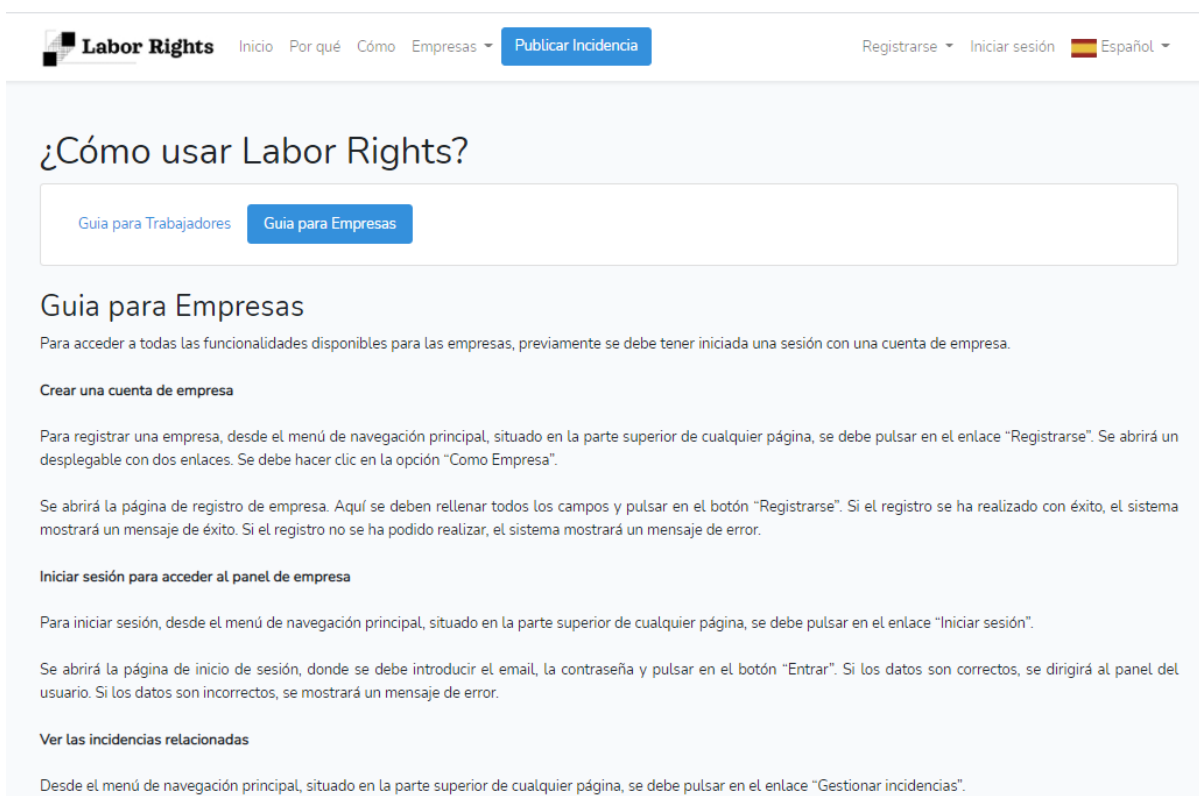 Labor Rights Inicio Por qué Cómo Empresas Publicar Incidencia Registrarse Iniciar sesión Español
¿Cómo usar Labor Rights?
Guia para Trabajadores Guia para Empresas
Guia para Empresas
Para acceder a todas las funcionalidades disponibles para las empresas, previamente se debe tener iniciada una sesión con una cuenta de empresa.
Crear una cuenta de empresa
Para registrar una empresa, desde el menú de navegación principal, situado en la parte superior de cualquier página, se debe pulsar en el enlace “Registrarse”. Se abrirá un
desplegable con dos enlaces. Se debe hacer clic en la opción “Como Empresa”.
Se abrirá la página de registro de empresa. Aquí se deben rellenar todos los campos y pulsar en el botón “Registrarse”. Si el registro se ha realizado con éxito, el sistema
mostrará un mensaje de éxito. Si el registro no se ha podido realizar, el sistema mostrará un mensaje de error.
Iniciar sesión para acceder al panel de empresa
Para iniciar sesión, desde el menú de navegación principal, situado en la parte superior de cualquier página, se debe pulsar en el enlace “Iniciar sesión”.
Se abrirá la página de inicio de sesión, donde se debe introducir el email, la contraseña y pulsar en el botón “Entrar”. Si los datos son correctos, se dirigirá al panel del
usuario. Si los datos son incorrectos, se mostrará un mensaje de error.
Ver las incidencias relacionadas
Desde el menú de navegación principal, situado en la parte superior de cualquier página, se debe pulsar en el enlace “Gestionar incidencias”.